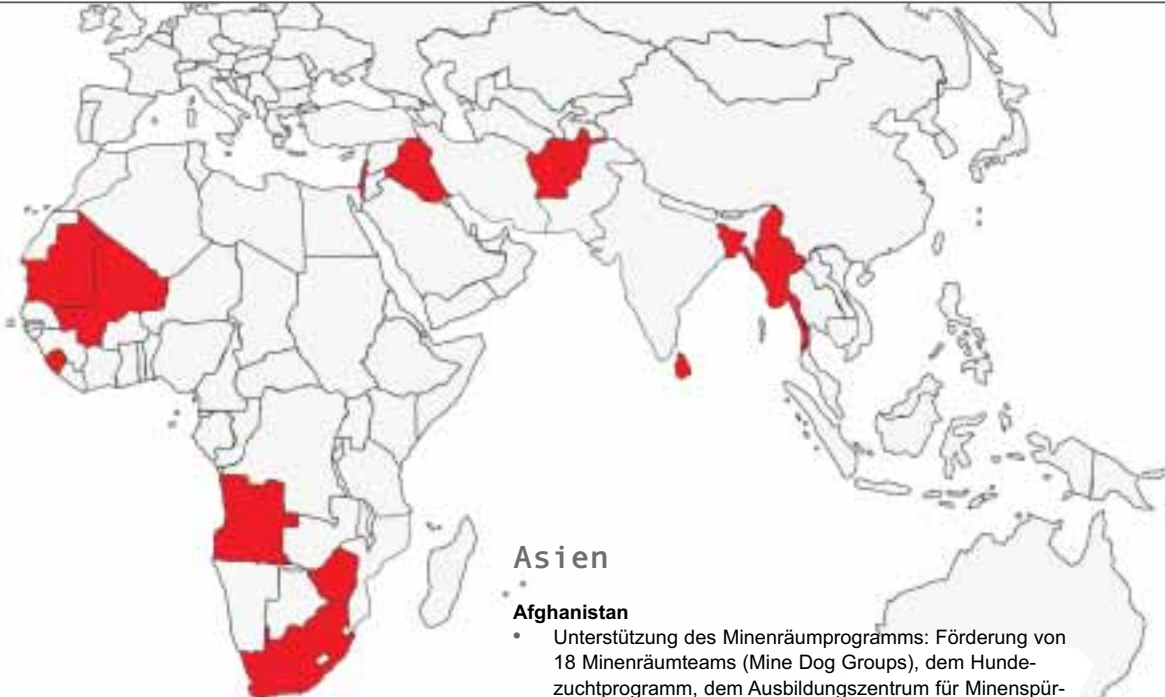 Asien
Afghanistan
• Unterstützung des Minenräumprogramms: Förderung von
18 Minenräumteams (Mine Dog Groups), dem Hunde-
zuchtprogramm, dem Ausbildungszentrum für Minenspür-